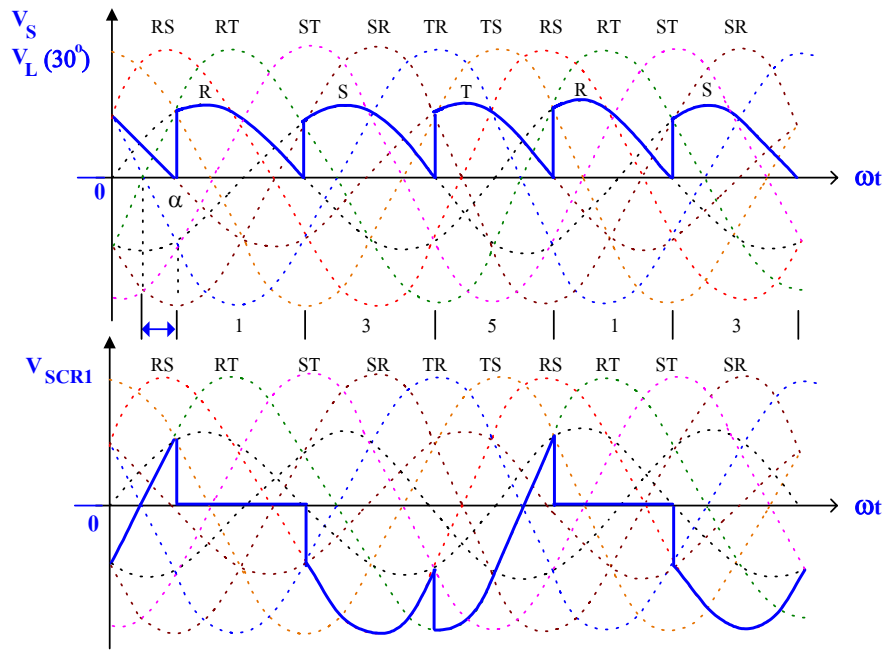 V_S RS RT ST SR TR TS RS RT ST SR
V_L (30⁰)
R S T R S
0 α ωt
1 3 5 1 3
V_SCR1 RS RT ST SR TR TS RS RT ST SR
0 ωt